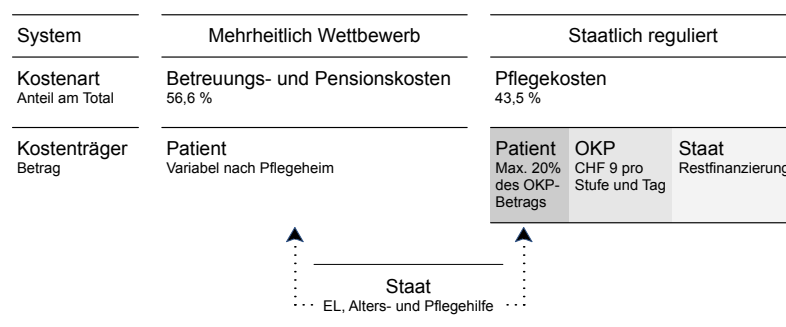 System
Mehrheitlich Wettbewerb
Staatlich reguliert
Kostenart
Anteil am Total
Betreuungs- und Pensionskosten
56,6 %
Pflegekosten
43,5 %
Kostenträger
Betrag
Patient
Variabel nach Pflegeheim
Patient
Max. 20%
des OKP-
Betrags
OKP
CHF 9 pro
Stufe und Tag
Staat
Restfinanzierung
Staat
EL, Alters- und Pflegehilfe